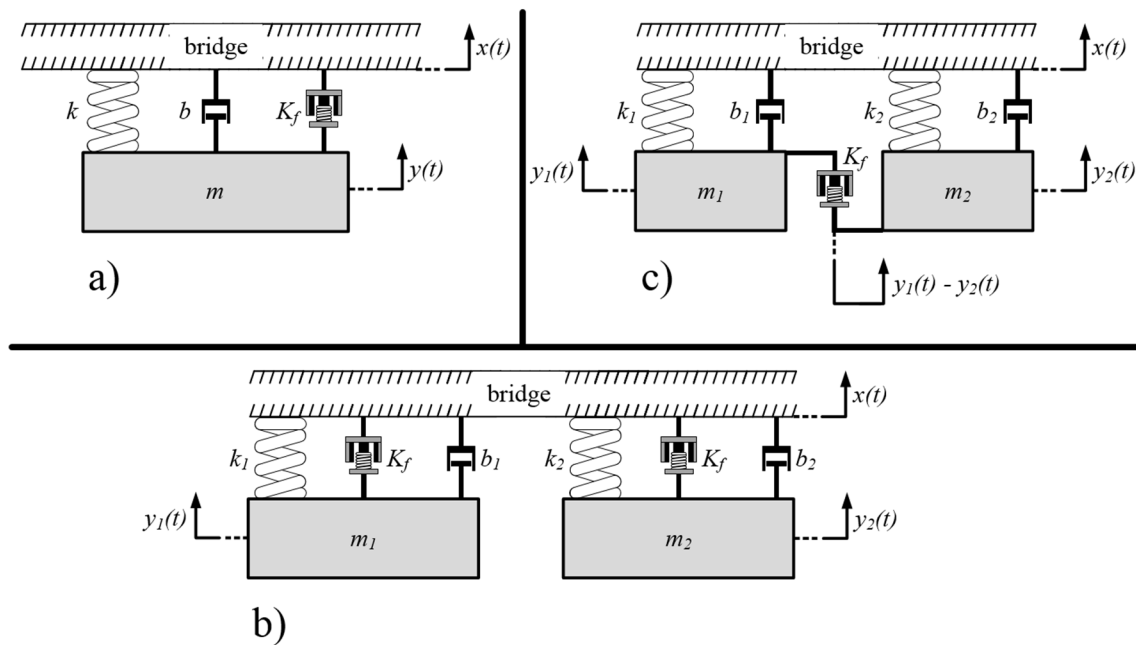 bridge
x(t)
k
b
K_f
m
y(t)
a)
bridge
x(t)
k_1
b_1
k_2
b_2
K_f
y_1(t)
m_1
m_2
y_2(t)
c)
y_1(t) - y_2(t)
bridge
x(t)
k_1
K_f
b_1
k_2
K_f
b_2
y_1(t)
m_1
m_2
y_2(t)
b)